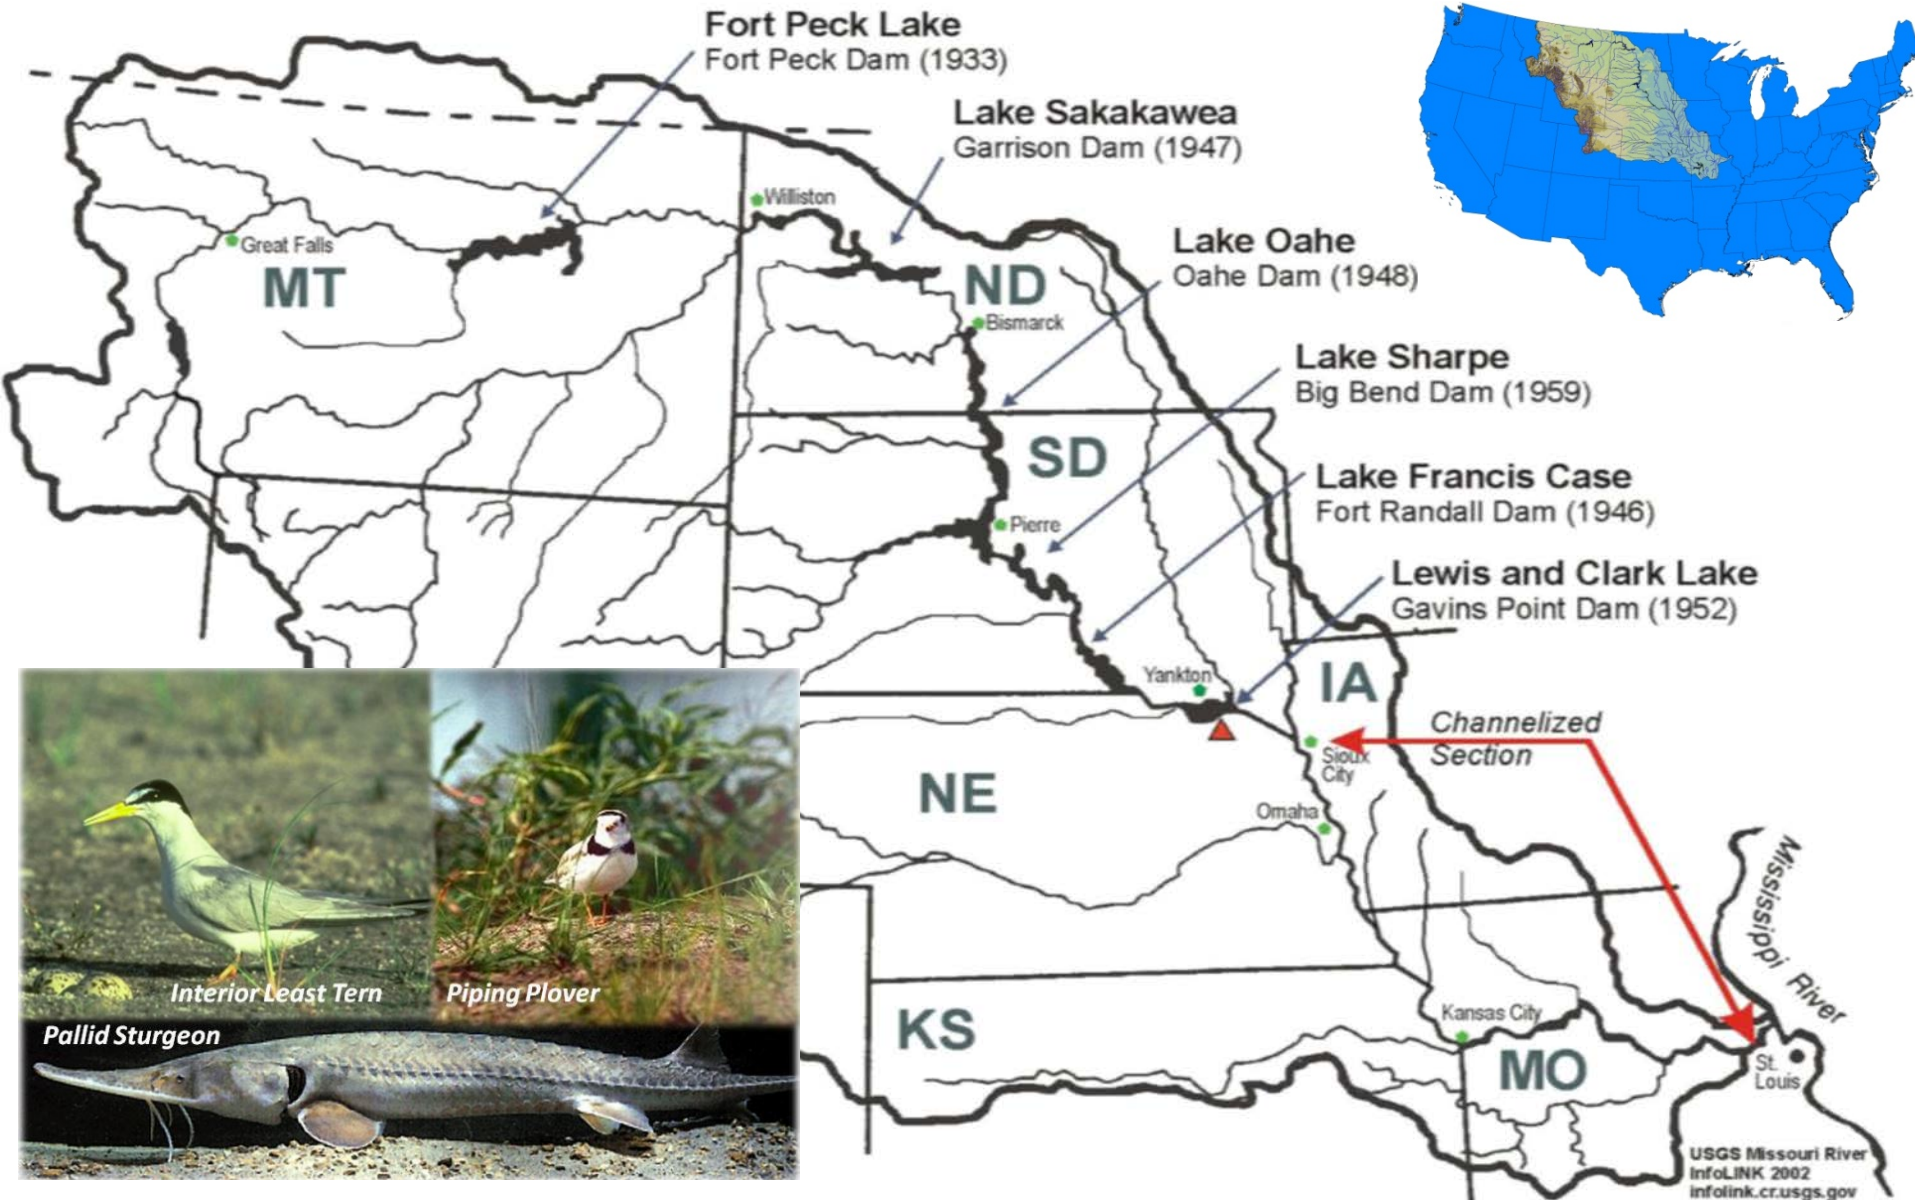 Fort Peck Lake
Fort Peck Dam (1933)
Lake Sakakawea
Garrison Dam (1947)
Williston
Lake Oahe
Oahe Dam (1948)
Great Falls
MT
ND
Bismarck
Lake Sharpe
Big Bend Dam (1959)
SD
Lake Francis Case
Fort Randall Dam (1946)
Pierre
Lewis and Clark Lake
Gavins Point Dam (1952)
Yankton
IA
Channelized
Section
Sioux
City
NE
Omaha
Mississippi River
Interior Least Tern
Piping Plover
Pallid Sturgeon
KS
Kansas City
MO
St.
Louis
USGS Missouri River
InfoLINK 2002
infolink.cr.usgs.gov